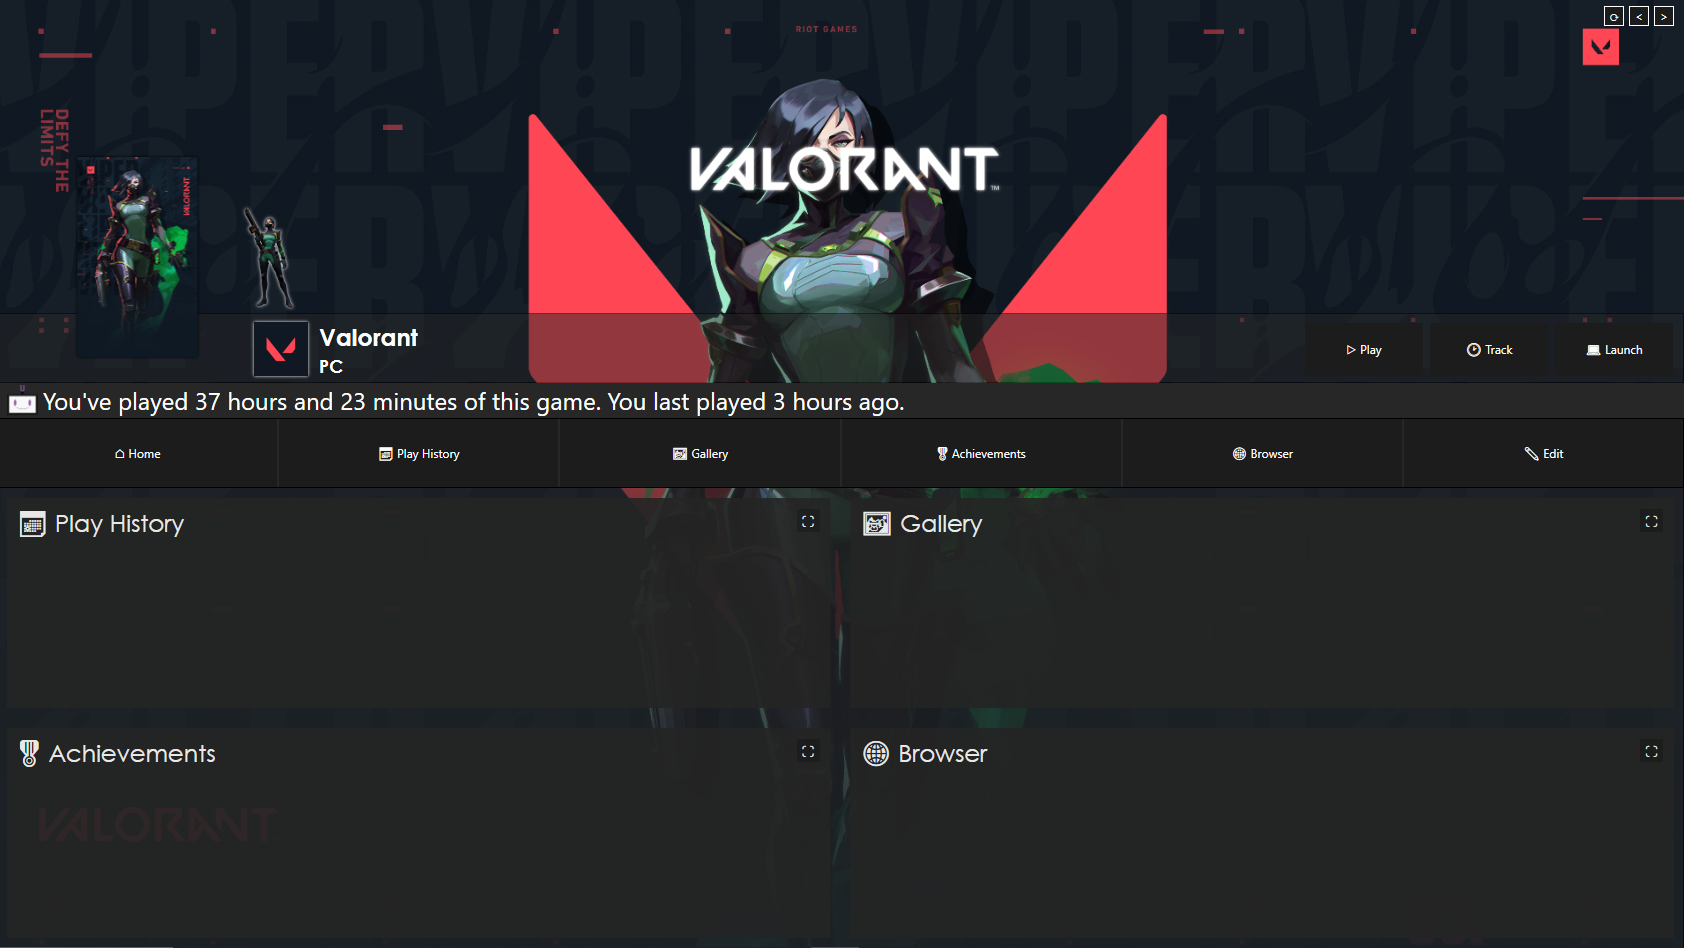 RIOT GAMES
DEFY THE
LIMITS
VALORANT
VALORANT
Valorant
PC
Play
Track
Launch
You've played 37 hours and 23 minutes of this game. You last played 3 hours ago.
Home
Play History
Gallery
Achievements
Browser
Edit
Play History
Gallery
Achievements
Browser
VALORANT